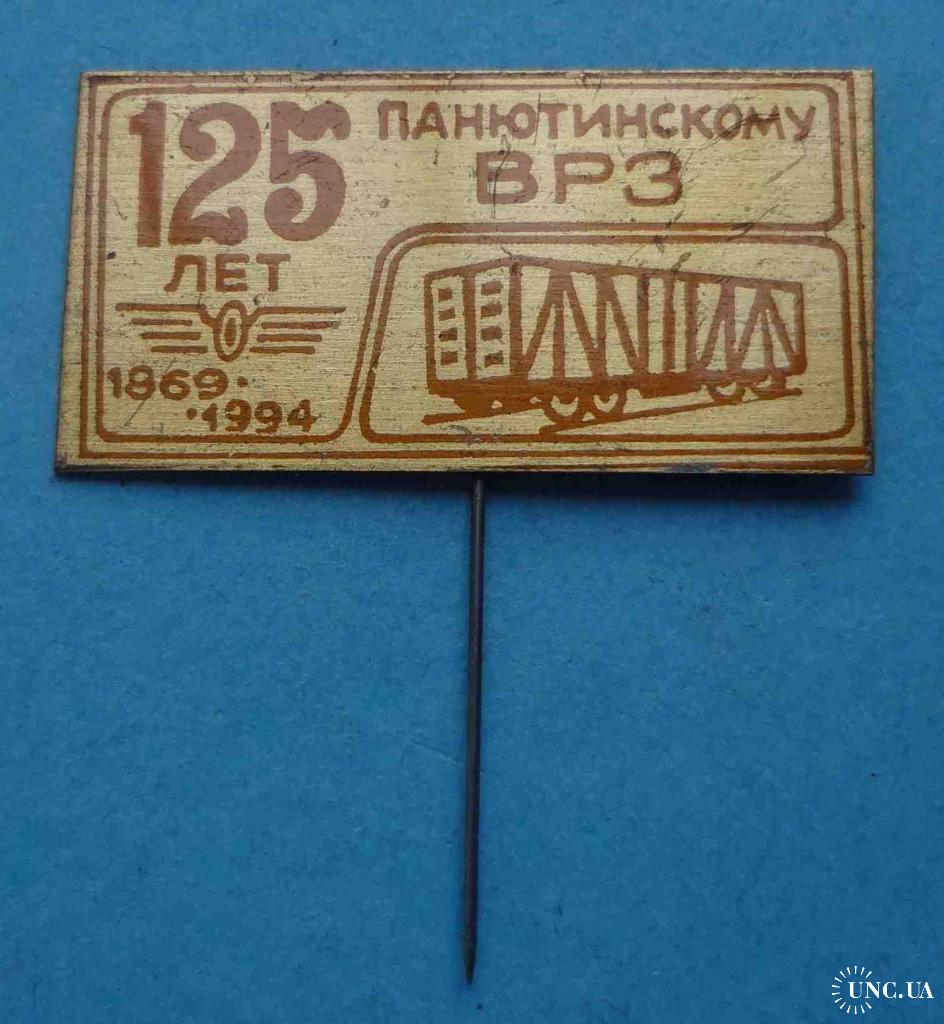 125
ЛЕТ
1869·
·1994
ПАНЮТИНСКОМУ
ВРЗ
UNC.UA